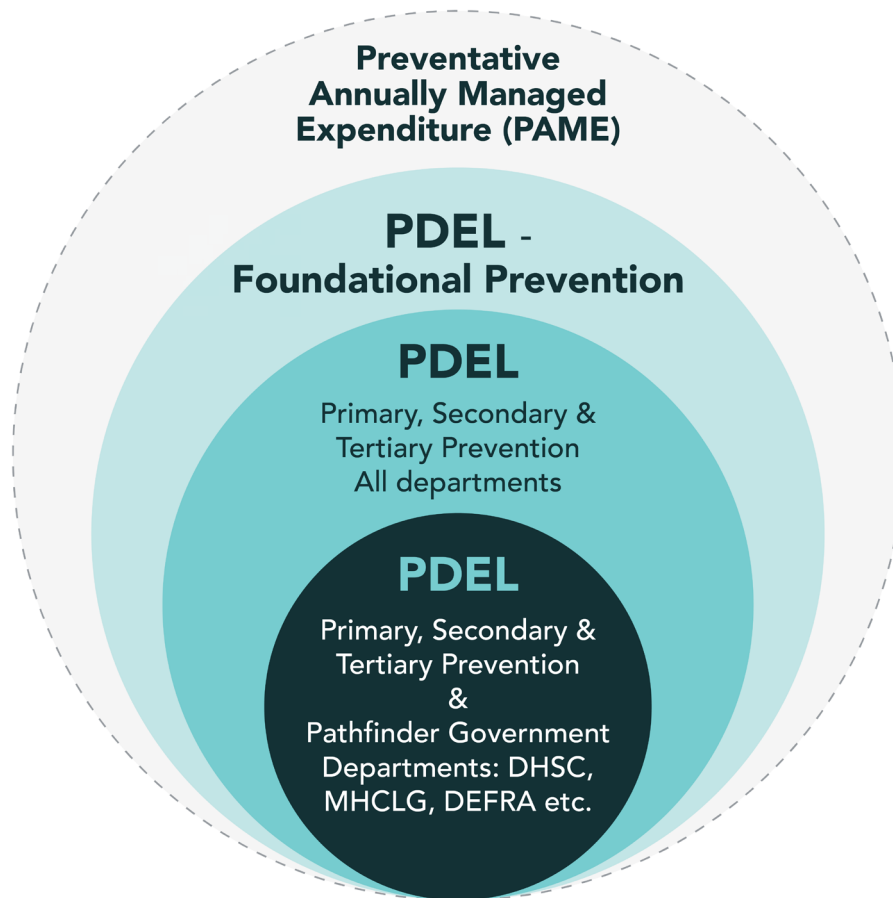 Preventative
Annually Managed
Expenditure (PAME)
PDEL -
Foundational Prevention
PDEL
Primary, Secondary &
Tertiary Prevention
All departments
PDEL
Primary, Secondary &
Tertiary Prevention
&
Pathfinder Government
Departments: DHSC,
MHCLG, DEFRA etc.